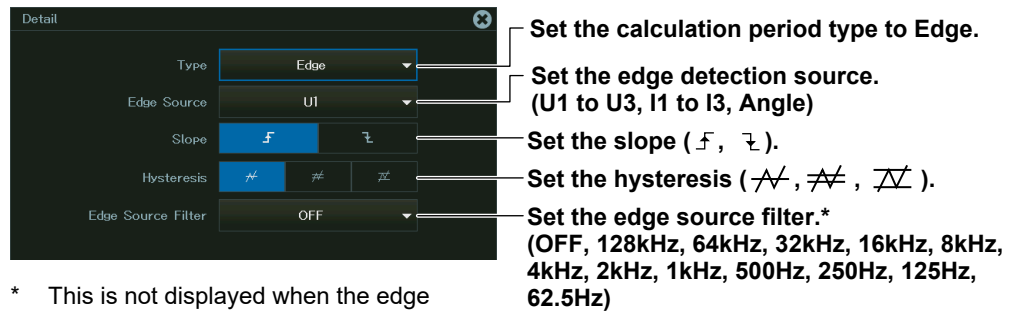 Detail
Type
Edge
Edge Source
U1
Slope
Hysteresis
Edge Source Filter
OFF
Set the calculation period type to Edge.
Set the edge detection source.
(U1 to U3, I1 to I3, Angle)
Set the slope ( , ).
Set the hysteresis ( , , ).
Set the edge source filter.*
(OFF, 128kHz, 64kHz, 32kHz, 16kHz, 8kHz,
4kHz, 2kHz, 1kHz, 500Hz, 250Hz, 125Hz,
62.5Hz)
* This is not displayed when the edge